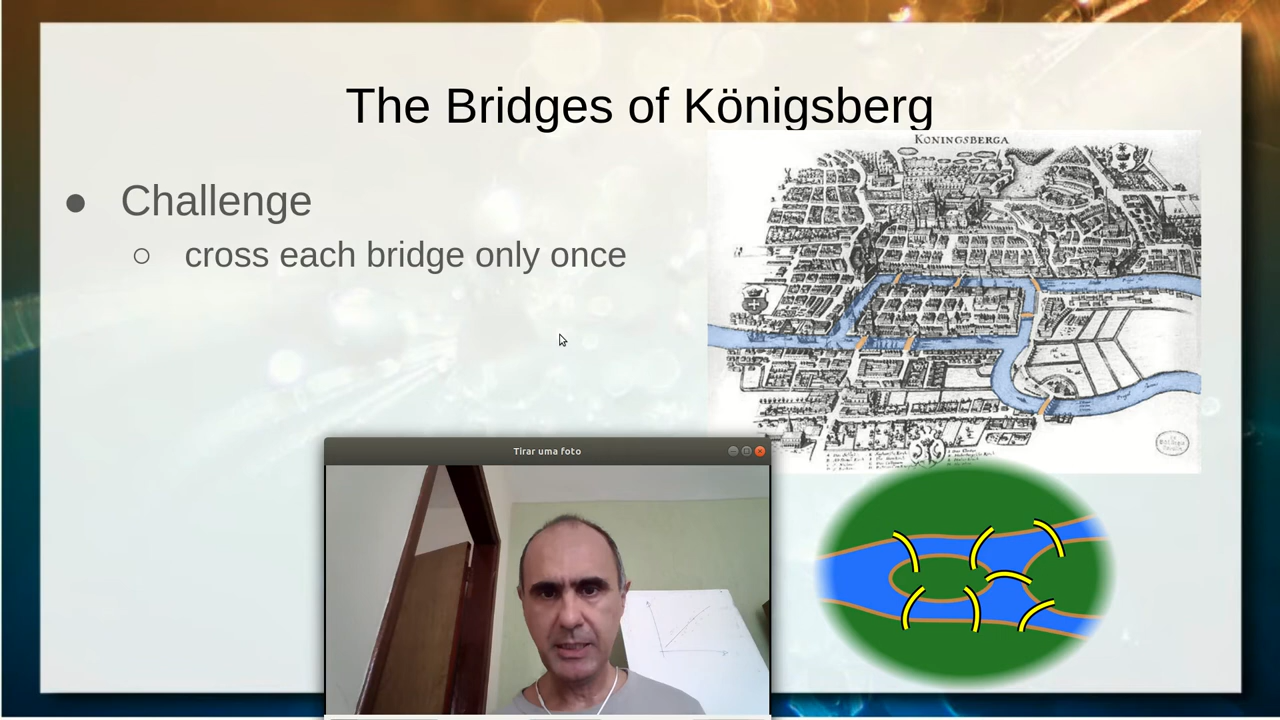 The Bridges of Königsberg
● Challenge
○ cross each bridge only once
KONINGSBERGA
Tirar uma foto